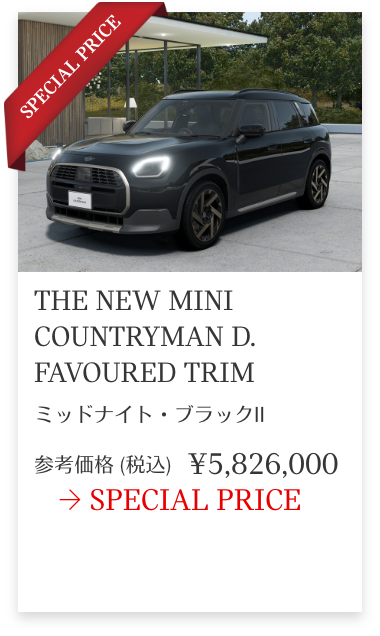 SPECIAL PRICE
THE NEW MINI
COUNTRYMAN D.
FAVOURED TRIM
ミッドナイト・ブラックII
参考価格 (税込) ¥5,826,000
→ SPECIAL PRICE